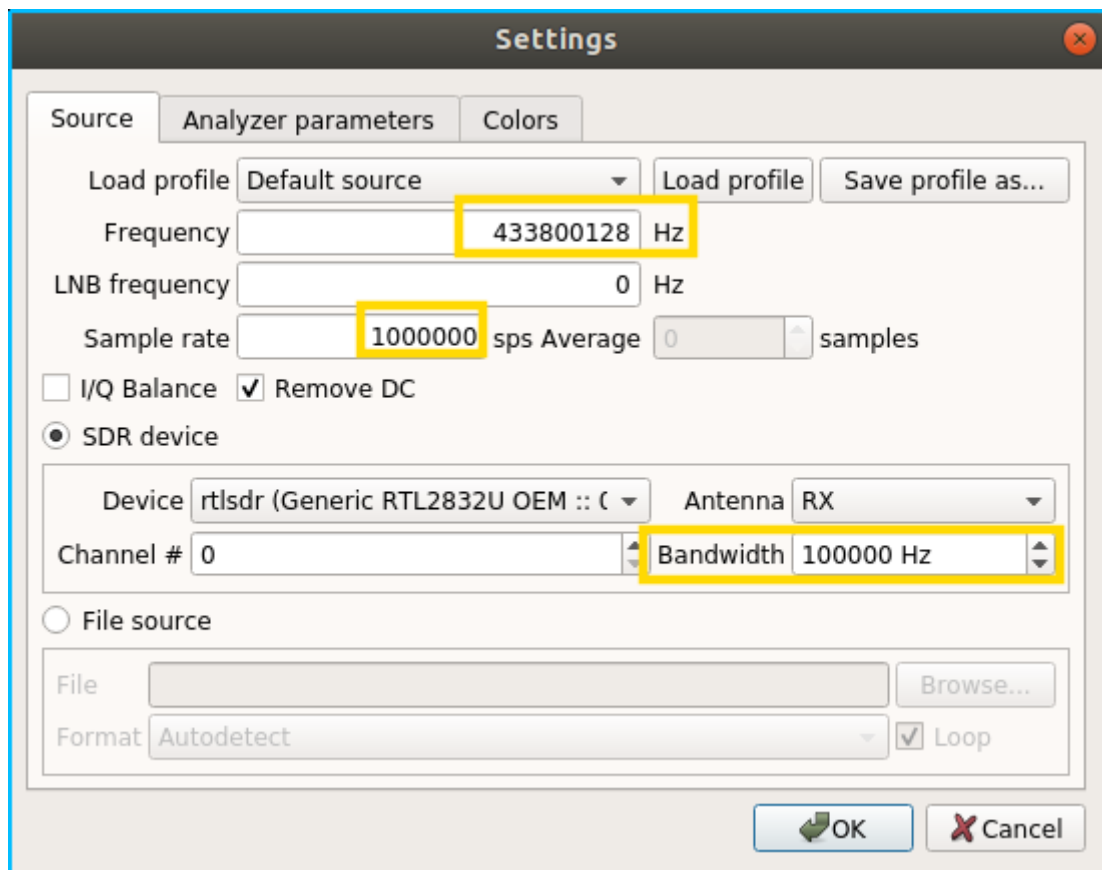 Settings
Source Analyzer parameters Colors
Load profile Default source Load profile Save profile as...
Frequency 433800128 Hz
LNB frequency 0 Hz
Sample rate 1000000 sps Average 0 samples
I/Q Balance Remove DC
SDR device
Device rtlsdr (Generic RTL2832U OEM :: Antenna RX
Channel # 0 Bandwidth 100000 Hz
File source
File Browse...
Format Autodetect Loop
OK Cancel